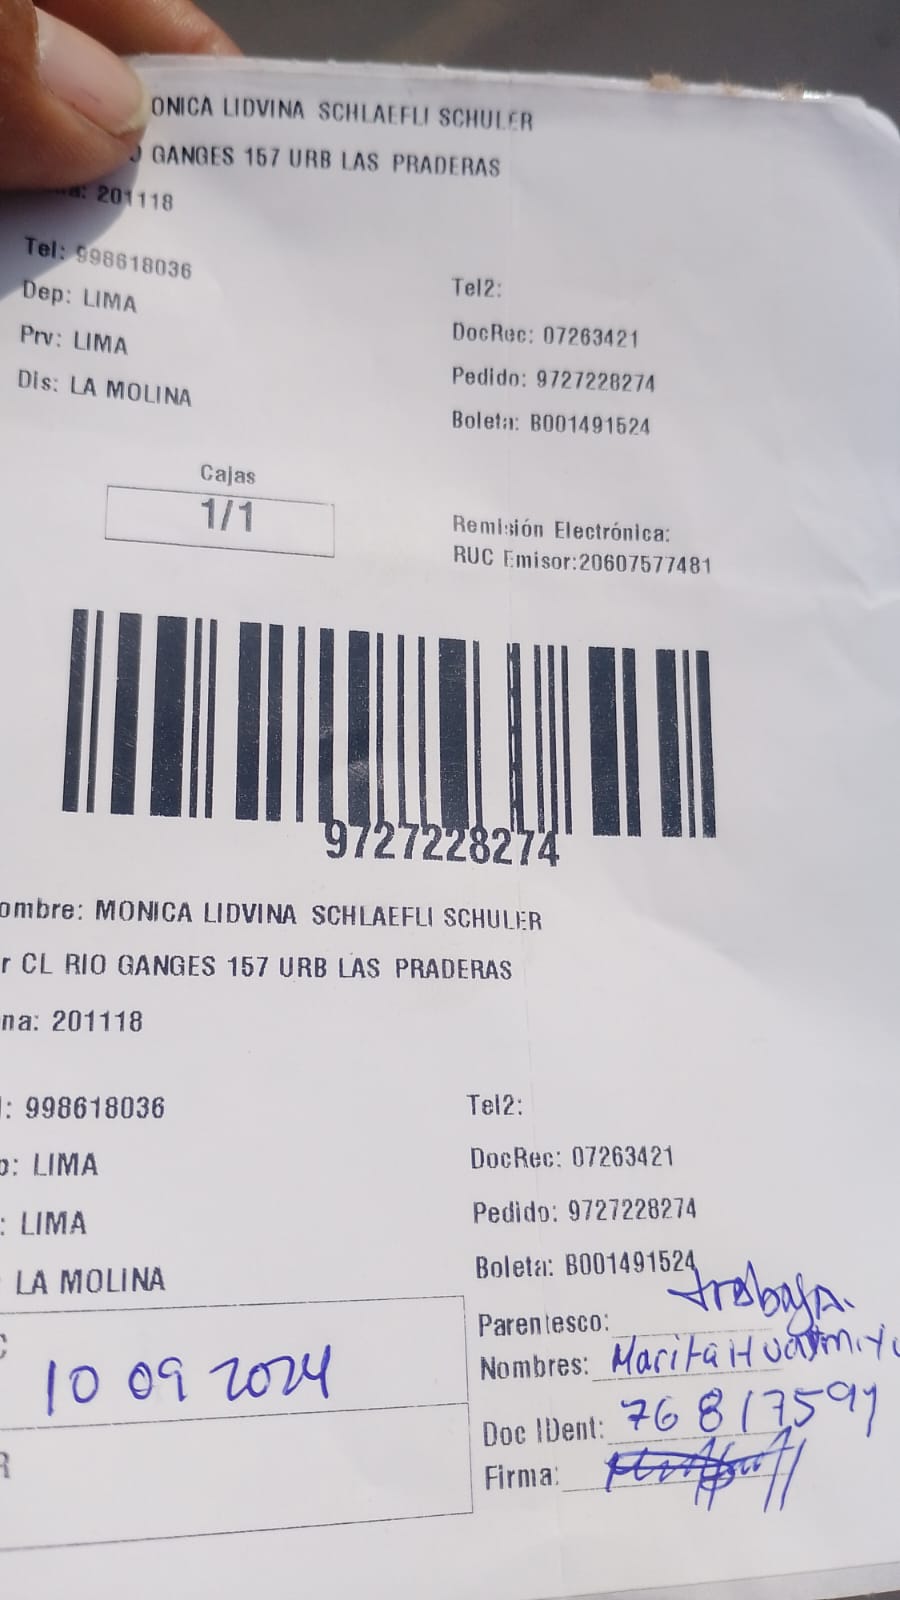 ONICA LIDVINA SCHLAEFLI SCHULER
GANGES 157 URB LAS PRADERAS
a: 201118
Tel: 998618036
Tel2:
Dep: LIMA
DocRec: 07263421
Prv: LIMA
Pedido: 9727228274
Dis: LA MOLINA
Boleta: B001491524
Cajas
1/1
Remisión Electrónica:
RUC Emisor:20607577481
9727228274
ombre: MONICA LIDVINA SCHLAEFLI SCHULER
r CL RIO GANGES 157 URB LAS PRADERAS
na: 201118
: 998618036
Tel2:
: LIMA
DocRec: 07263421
: LIMA
Pedido: 9727228274
LA MOLINA
Boleta: B001491524
Parentesco:
Nombres: Marita
10 09 2024
Doc IDent:
Firma: